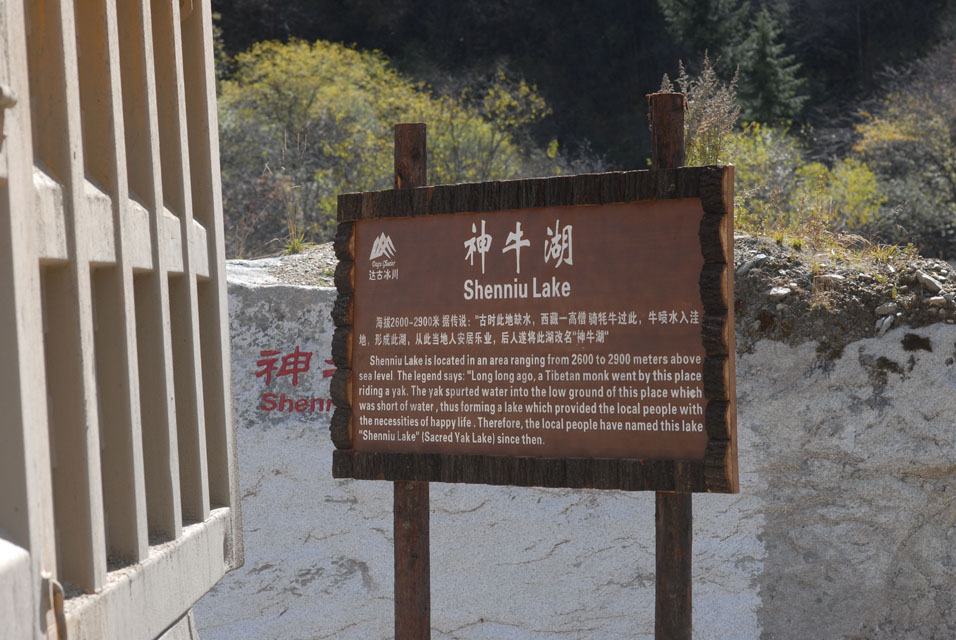 Dagu Glacier
达古冰川
神牛湖
Shenniu Lake
海拔2600-2900米 据传说："古时此地缺水，西藏一高僧骑牦牛过此，牛喷水入洼
地，形成此湖，从此当地人安居乐业，后人遂将此湖改名"神牛湖"
Shenniu Lake is located in an area ranging from 2600 to 2900 meters above
sea level. The legend says: "Long long ago, a Tibetan monk went by this place
riding a yak. The yak spurted water into the low ground of this place which
was short of water, thus forming a lake which provided the local people with
the necessities of happy life. Therefore, the local people have named this lake
"Shenniu Lake" (Sacred Yak Lake) since then.
神
Shenn